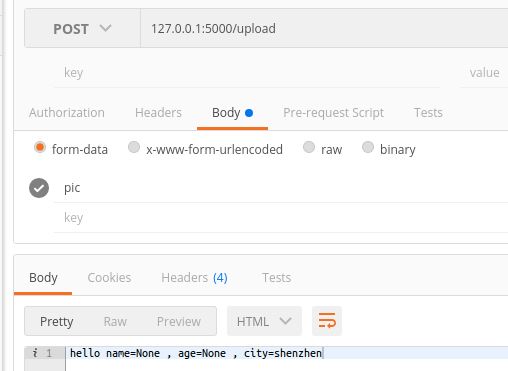 POST 127.0.0.1:5000/upload
key value
Authorization Headers Body Pre-request Script Tests
form-data x-www-form-urlencoded raw binary
pic
key
Body Cookies Headers (4) Tests
Pretty Raw Preview HTML
i 1 hello name=None , age=None , city=shenzhen